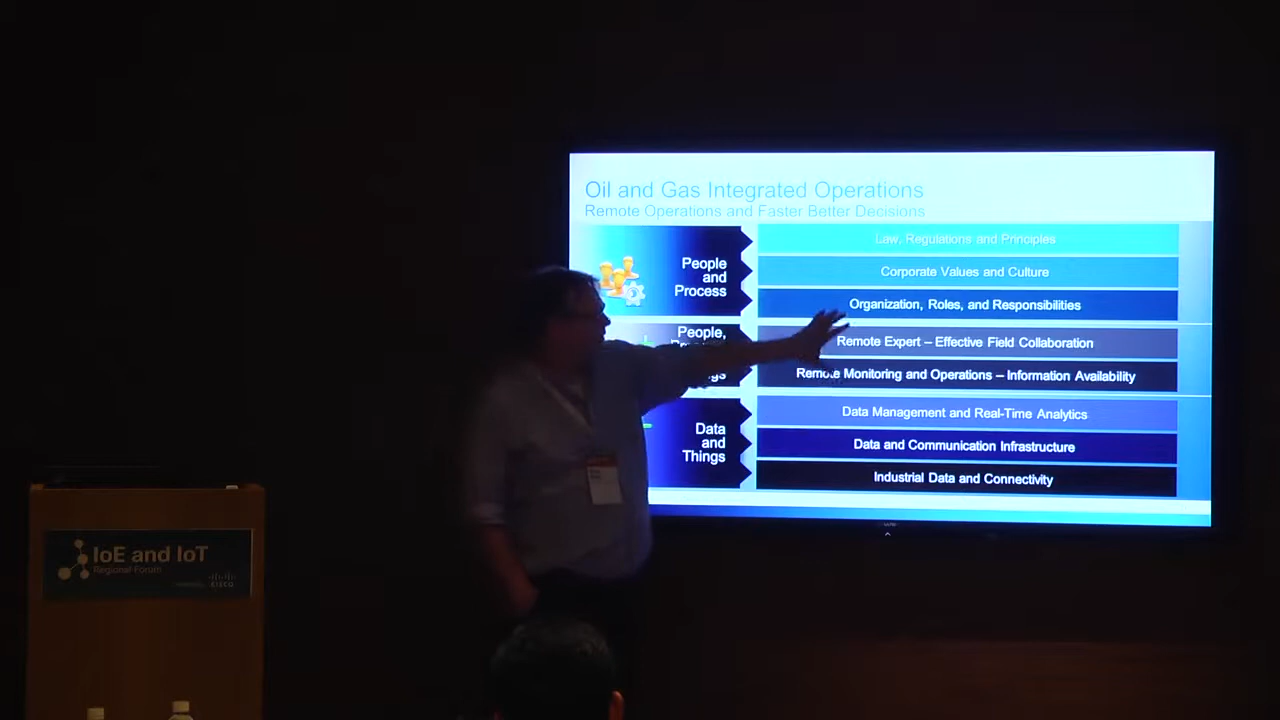 Oil and Gas Integrated Operations
Remote Operations and Faster Better Decisions
People
and
Process
Law, Regulations and Principles
Corporate Values and Culture
Organization, Roles, and Responsibilities
People,
Remote Expert – Effective Field Collaboration
Remote Monitoring and Operations – Information Availability
Data
and
Things
Data Management and Real-Time Analytics
Data and Communication Infrastructure
Industrial Data and Connectivity
IoE and IoT
Regional Forum
CISCO